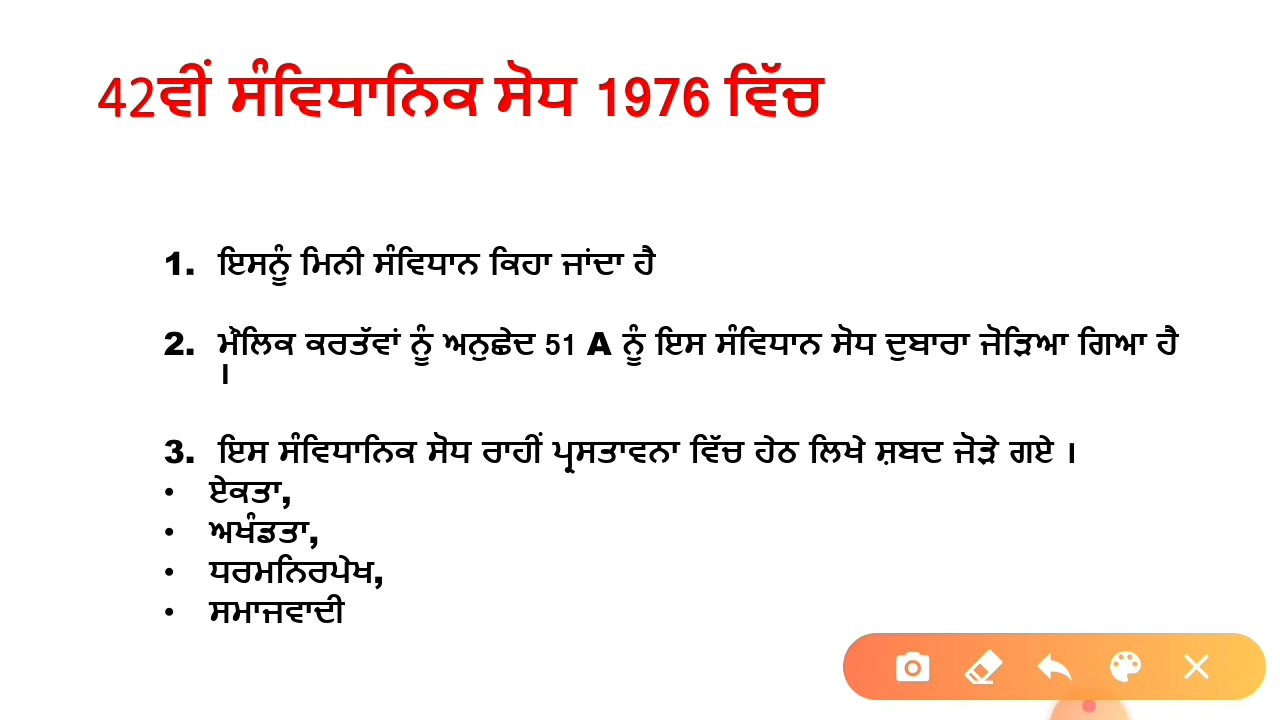 42ਵੀਂ ਸੰਵਿਧਾਨਿਕ ਸੋਧ 1976 ਵਿੱਚ
1. ਇਸਨੂੰ ਮਿਨੀ ਸੰਵਿਧਾਨ ਕਿਹਾ ਜਾਂਦਾ ਹੈ
2. ਮੌਲਿਕ ਕਰਤੱਵਾਂ ਨੂੰ ਅਨੁਛੇਦ 51 A ਨੂੰ ਇਸ ਸੰਵਿਧਾਨ ਸੋਧ ਦੁਬਾਰਾ ਜੋੜਿਆ ਗਿਆ ਹੈ
।
3. ਇਸ ਸੰਵਿਧਾਨਿਕ ਸੋਧ ਰਾਹੀਂ ਪ੍ਰਸਤਾਵਨਾ ਵਿੱਚ ਹੇਠ ਲਿਖੇ ਸ਼ਬਦ ਜੋੜੇ ਗਏ ।
• ਏਕਤਾ,
• ਅਖੰਡਤਾ,
• ਧਰਮਨਿਰਪੇਖ,
• ਸਮਾਜਵਾਦੀ